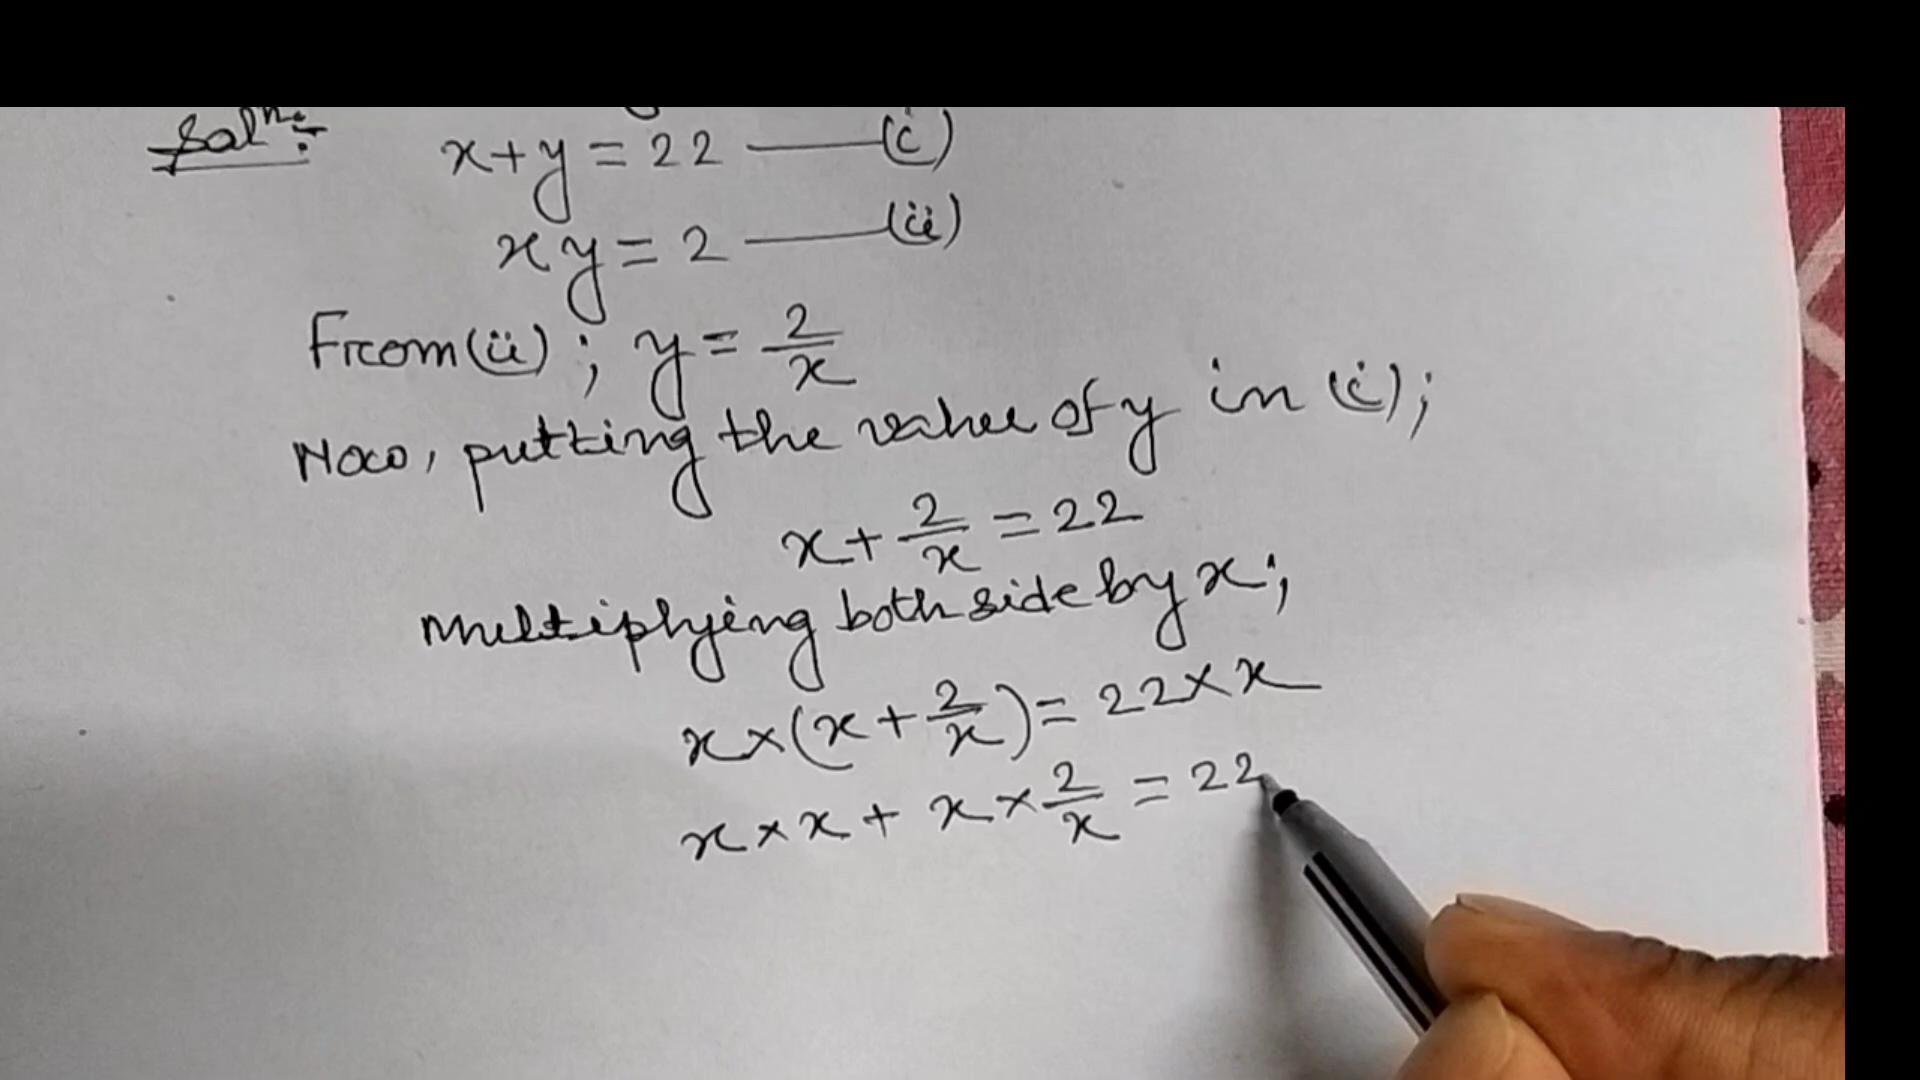 Solⁿ:- x+y=22 ——(i)
xy=2 ——(ii)
From(ii); y=2/x
Now, putting the value of y in (i);
x+2/x=22
Multiplying both side by x;
x×(x+2/x)=22×x
x×x+x×2/x=22